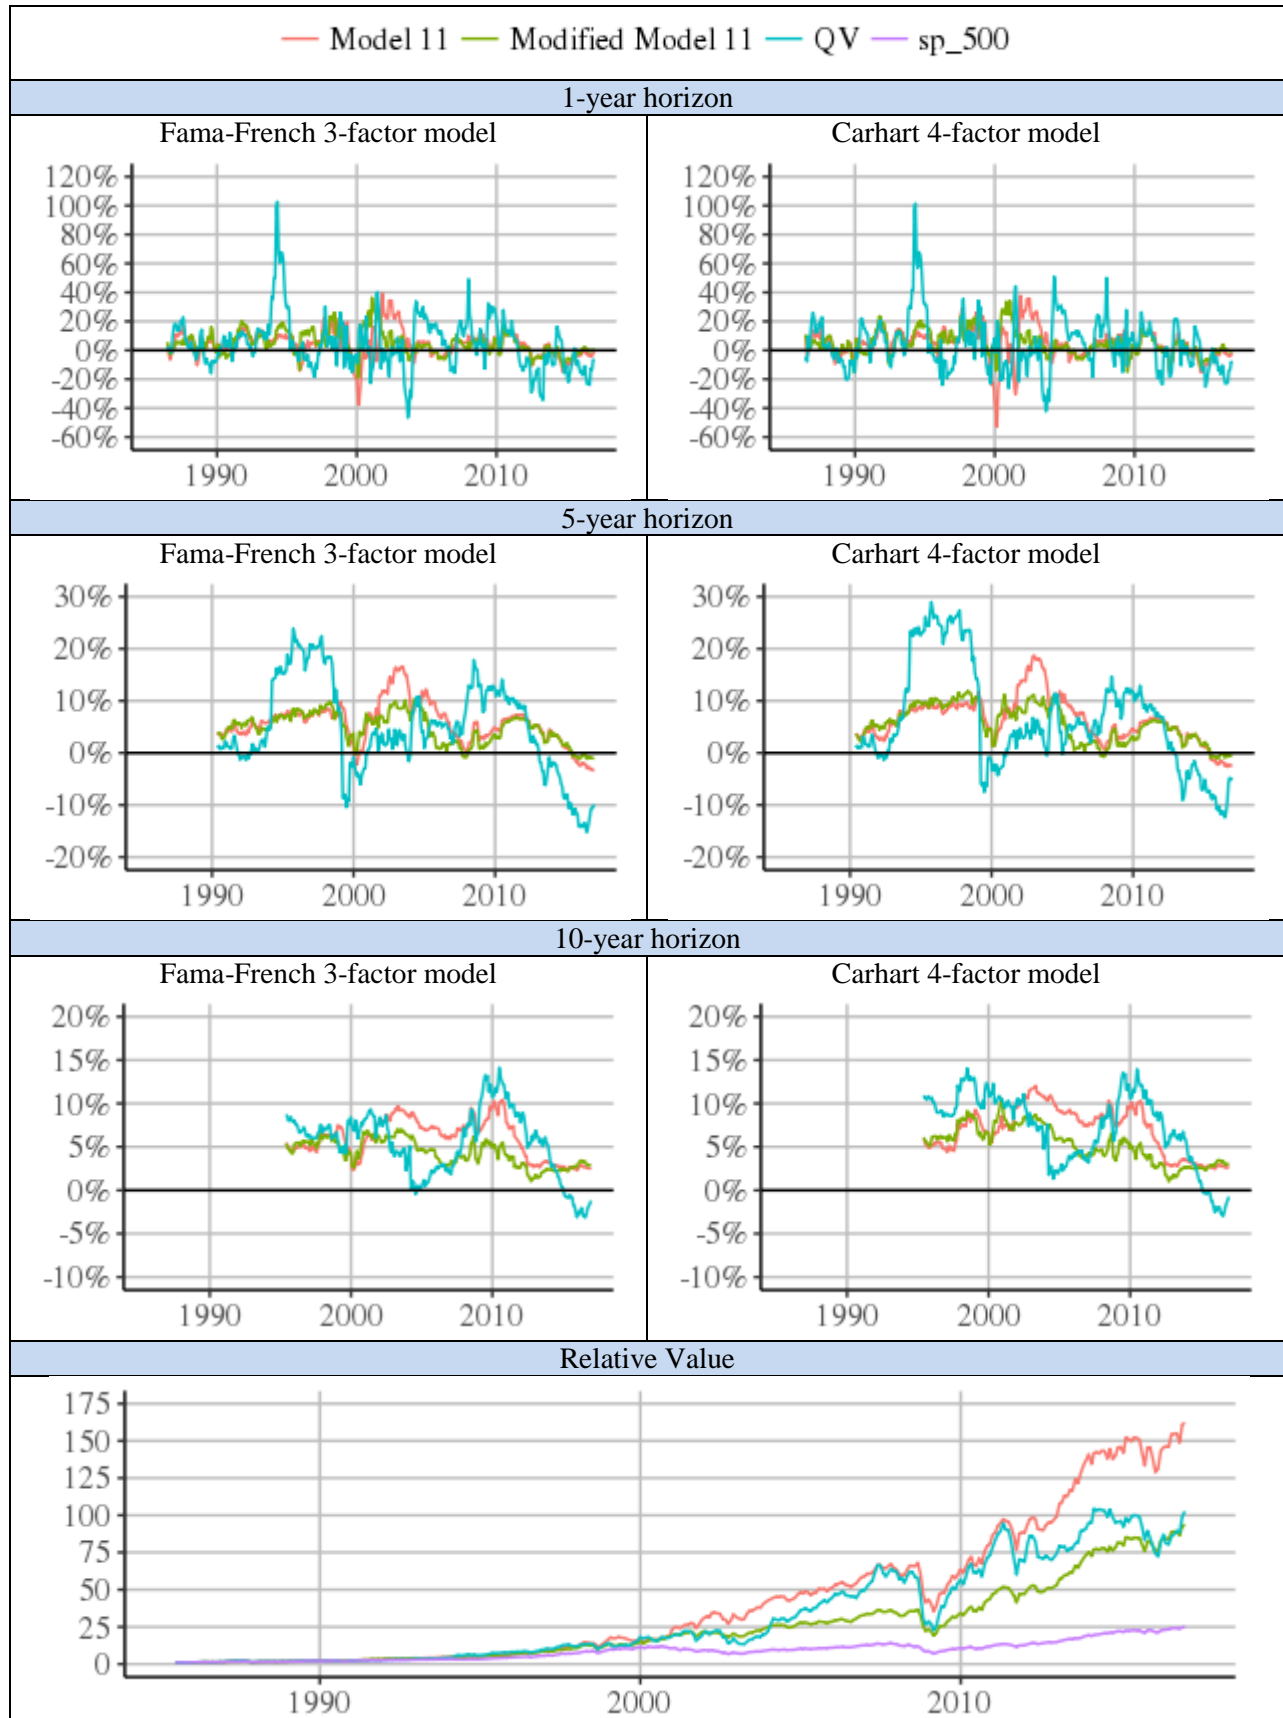 Model 11 Modified Model 11 QV sp_500
1-year horizon
Fama-French 3-factor model Carhart 4-factor model
120% 120%
100% 100%
80% 80%
60% 60%
40% 40%
20% 20%
0% 0%
-20% -20%
-40% -40%
-60% -60%
1990 2000 2010 1990 2000 2010
5-year horizon
Fama-French 3-factor model Carhart 4-factor model
30% 30%
20% 20%
10% 10%
0% 0%
-10% -10%
-20% -20%
1990 2000 2010 1990 2000 2010
10-year horizon
Fama-French 3-factor model Carhart 4-factor model
20% 20%
15% 15%
10% 10%
5% 5%
0% 0%
-5% -5%
-10% -10%
1990 2000 2010 1990 2000 2010
Relative Value
175
150
125
100
75
50
25
0
1990 2000 2010